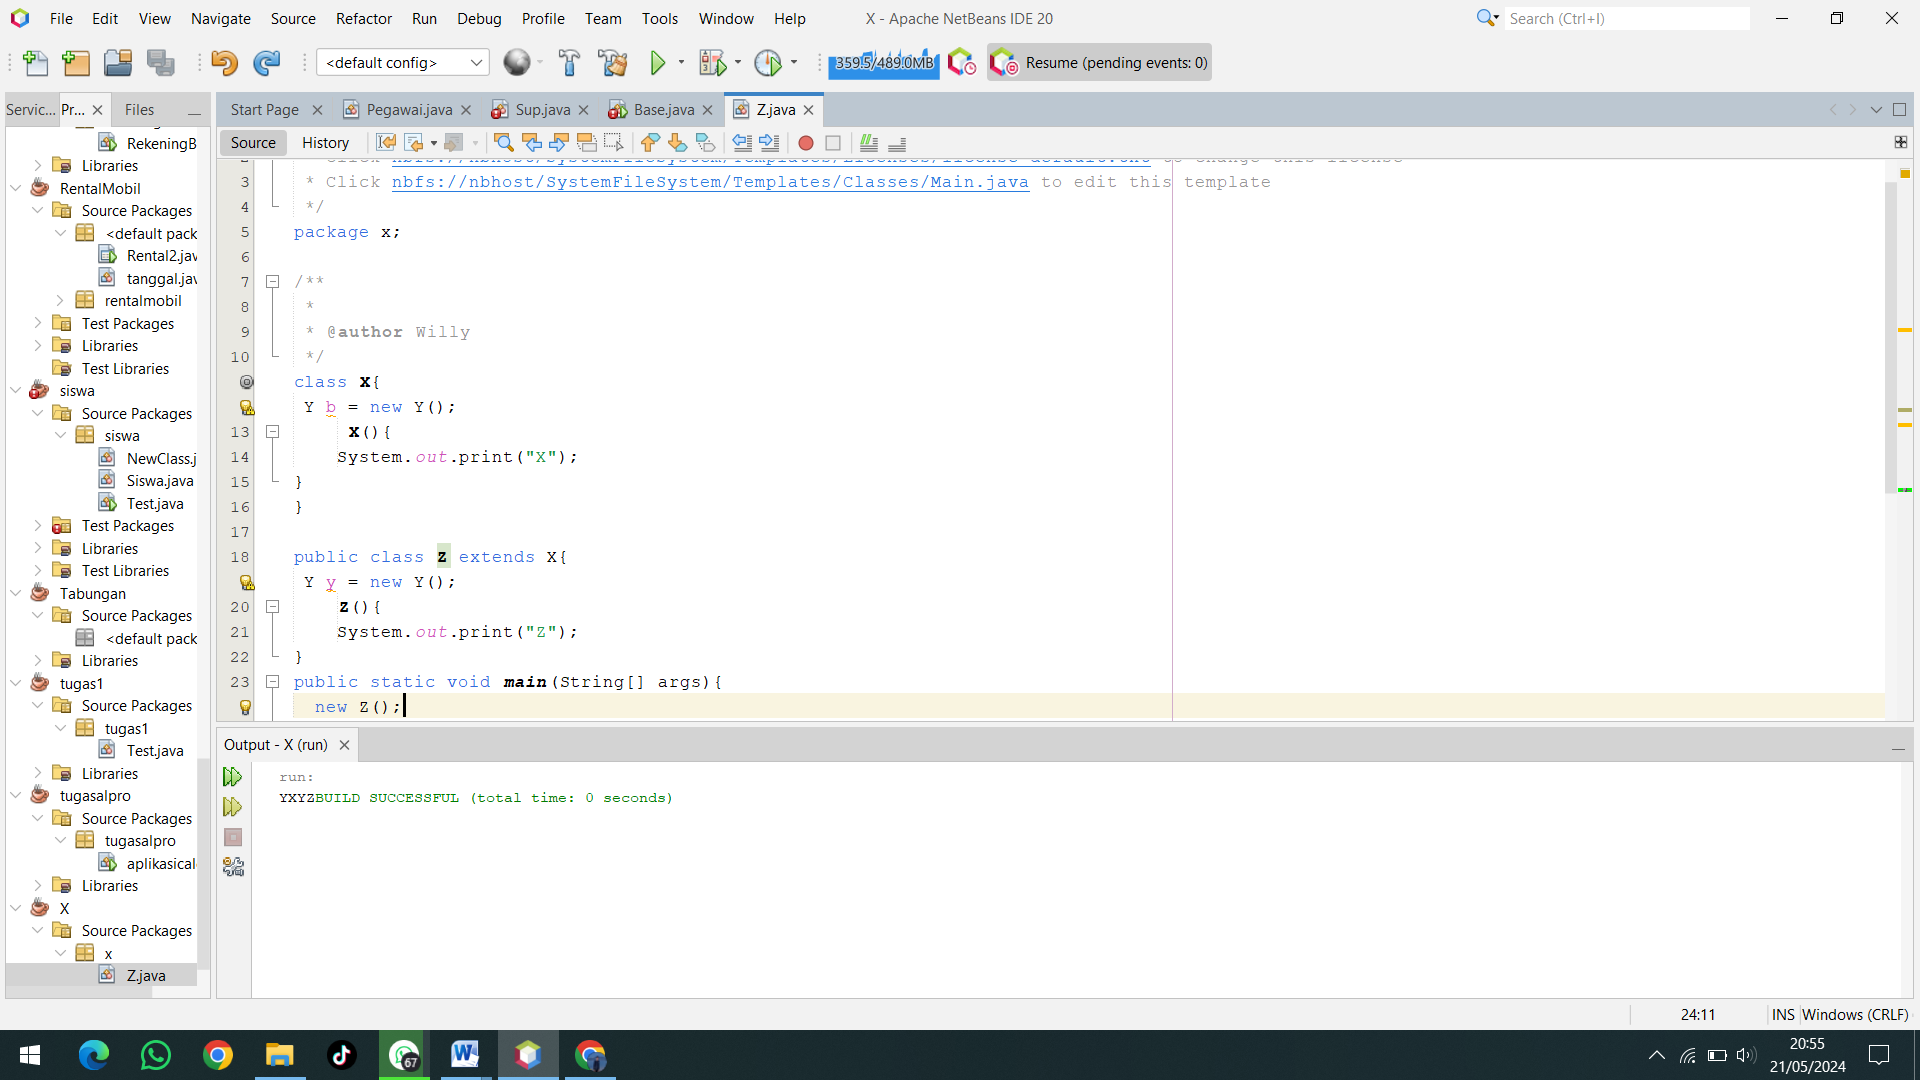 File Edit View Navigate Source Refactor Run Debug Profile Team Tools Window Help
X - Apache NetBeans IDE 20
Search (Ctrl+I)
<default config>
359.5/489.0MB
Resume (pending events: 0)
Servic... Pr... Files
Start Page Pegawai.java Sup.java Base.java Z.java
Source History
RekeningB
Libraries
RentalMobil
Source Packages
<default pack
Rental2.jav
tanggal.jav
rentalmobil
Test Packages
Libraries
Test Libraries
siswa
Source Packages
siswa
NewClass.j
Siswa.java
Test.java
Test Packages
Libraries
Test Libraries
Tabungan
Source Packages
<default pack
Libraries
tugas1
Source Packages
tugas1
Test.java
Libraries
tugasalpro
Source Packages
tugasalpro
aplikasical
Libraries
X
Source Packages
x
Z.java
3 * Click nbfs://nbhost/SystemFileSystem/Templates/Classes/Main.java to edit this template
4 */
5 package x;
6
7 /**
8 *
9 * @author Willy
10 */
class X{
Y b = new Y();
13 X(){
14 System.out.print("X");
15 }
16 }
17
18 public class Z extends X{
Y y = new Y();
20 Z(){
21 System.out.print("Z");
22 }
23 public static void main(String[] args){
new Z();
Output - X (run)
run:
YXYZBUILD SUCCESSFUL (total time: 0 seconds)
24:11 INS Windows (CRLF)
67
20:55
21/05/2024